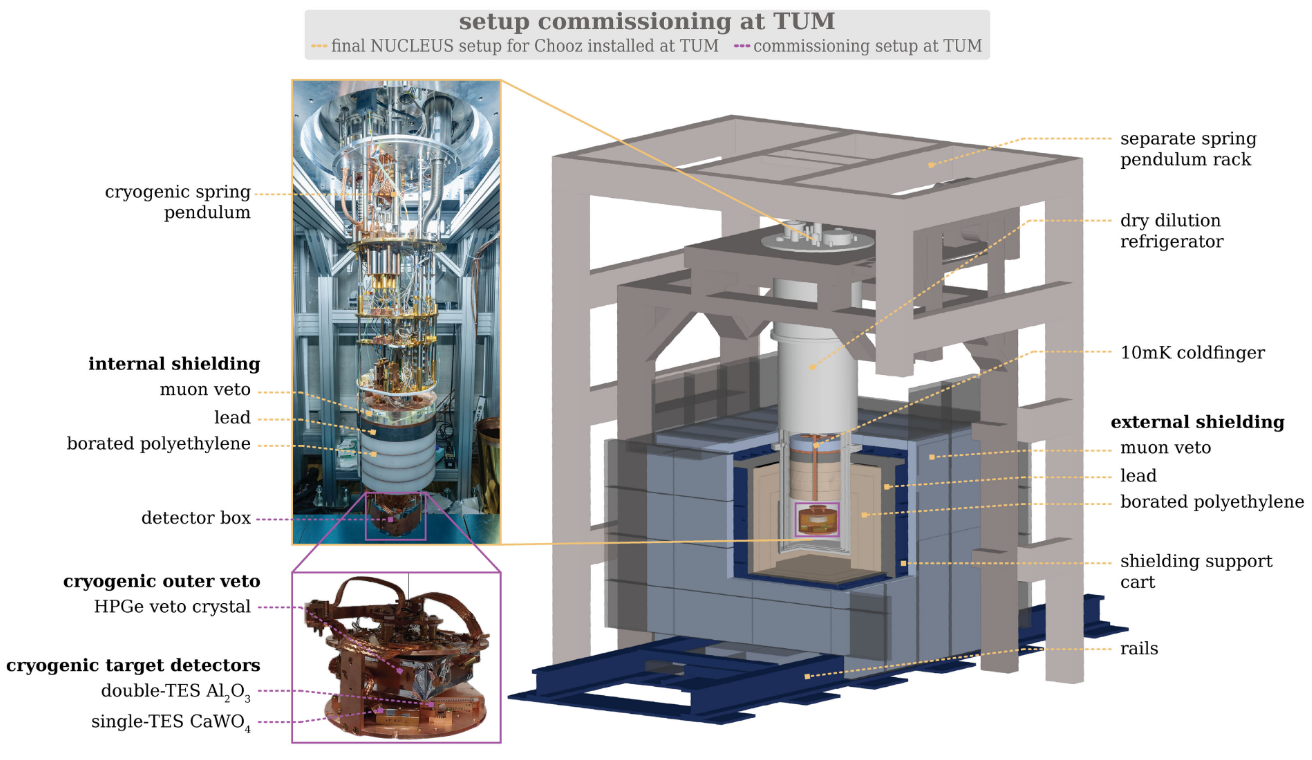 setup commissioning at TUM
final NUCLEUS setup for Chooz installed at TUM
commissioning setup at TUM
cryogenic spring
pendulum
internal shielding
muon veto
lead
borated polyethylene
detector box
cryogenic outer veto
HPGe veto crystal
cryogenic target detectors
double-TES Al₂O₃
single-TES CaWO₄
separate spring
pendulum rack
dry dilution
refrigerator
10mK coldfinger
external shielding
muon veto
lead
borated polyethylene
shielding support
cart
rails